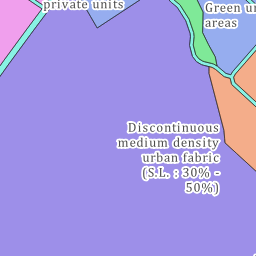 private units
Green ur
areas
Discontinuous
medium density
urban fabric
(S.L. : 30% -
50%)